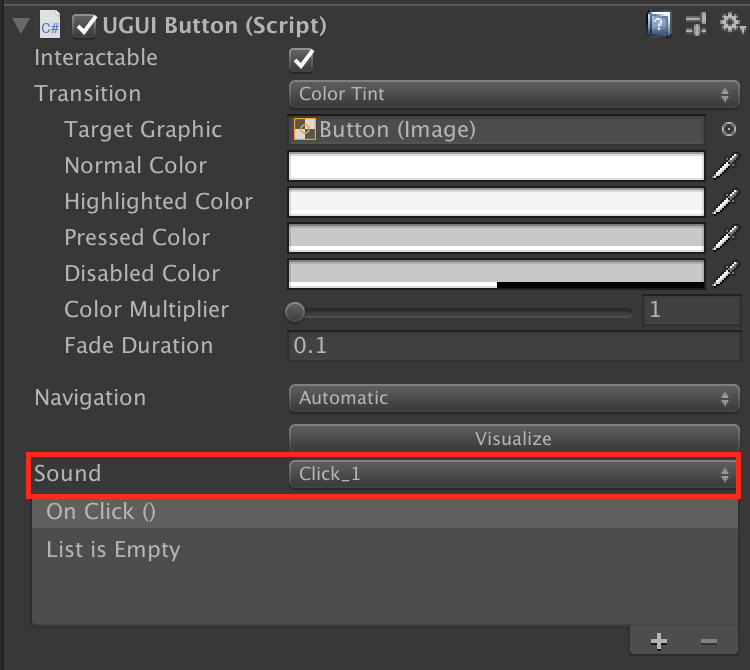 C# UGUI Button (Script)
Interactable
Transition Color Tint
Target Graphic Button (Image)
Normal Color
Highlighted Color
Pressed Color
Disabled Color
Color Multiplier 1
Fade Duration 0.1
Navigation Automatic
Visualize
Sound Click_1
On Click ()
List is Empty